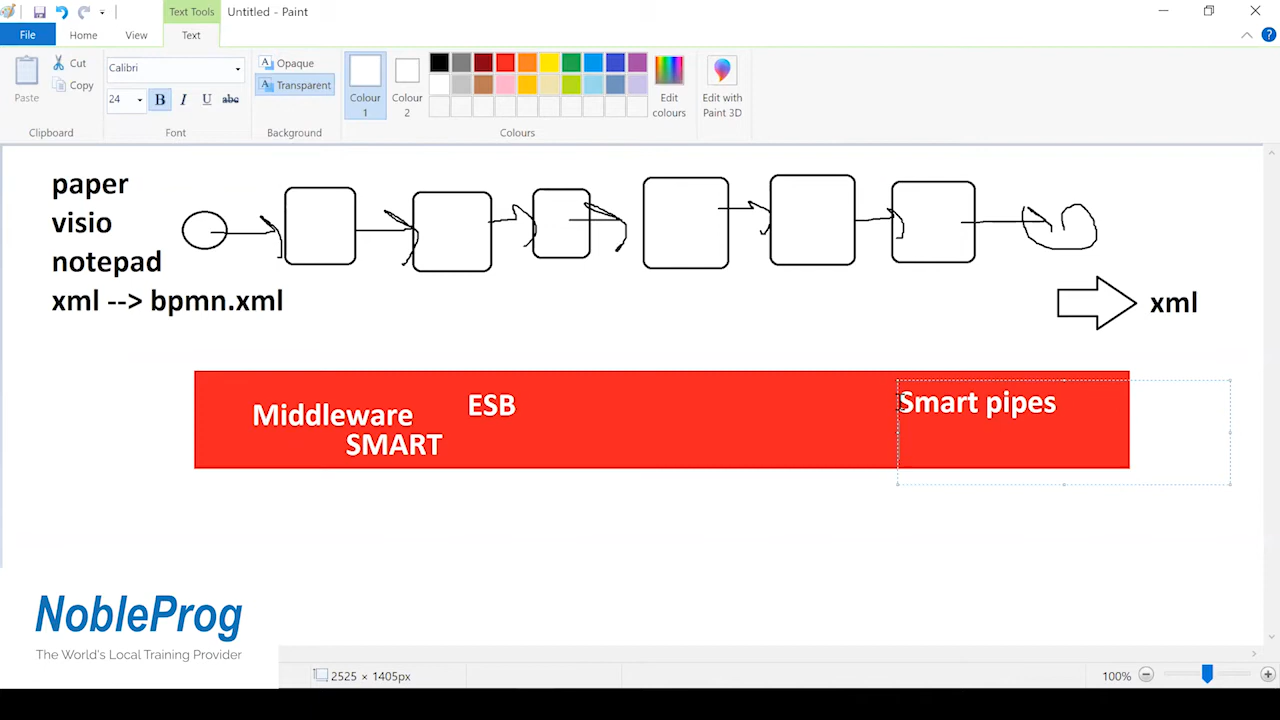 Text Tools
Untitled - Paint
File
Home
View
Text
Paste
Cut
Copy
Clipboard
Calibri
24
B I U abc
Font
Opaque
Transparent
Background
Colour 1
Colour 2
Colours
Edit colours
Edit with Paint 3D
paper
visio
notepad
xml --> bpmn.xml
xml
Middleware
SMART
ESB
Smart pipes
NobleProg
The World's Local Training Provider
2525 × 1405px
100%